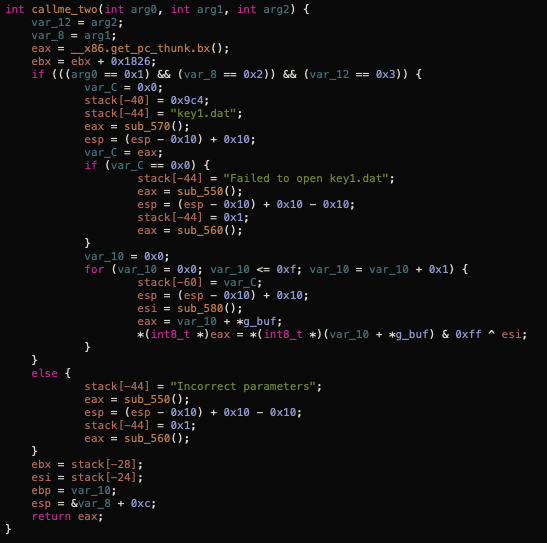 int callme_two(int arg0, int arg1, int arg2) {
    var_12 = arg2;
    var_8 = arg1;
    eax = __x86.get_pc_thunk.bx();
    ebx = ebx + 0x1826;
    if (((arg0 == 0x1) && (var_8 == 0x2)) && (var_12 == 0x3)) {
            var_C = 0x0;
            stack[-40] = 0x9c4;
            stack[-44] = "key1.dat";
            eax = sub_570();
            esp = (esp - 0x10) + 0x10;
            var_C = eax;
            if (var_C == 0x0) {
                    stack[-44] = "Failed to open key1.dat";
                    eax = sub_550();
                    esp = (esp - 0x10) + 0x10 - 0x10;
                    stack[-44] = 0x1;
                    eax = sub_560();
            }
            var_10 = 0x0;
            for (var_10 = 0x0; var_10 <= 0xf; var_10 = var_10 + 0x1) {
                    stack[-60] = var_C;
                    esp = (esp - 0x10) + 0x10;
                    esi = sub_580();
                    eax = var_10 + *g_buf;
                    *(int8_t *)eax = *(int8_t *)(var_10 + *g_buf) & 0xff ^ esi;
            }
    }
    else {
            stack[-44] = "Incorrect parameters";
            eax = sub_550();
            esp = (esp - 0x10) + 0x10 - 0x10;
            stack[-44] = 0x1;
            eax = sub_560();
    }
    ebx = stack[-28];
    esi = stack[-24];
    ebp = var_10;
    esp = &var_8 + 0xc;
    return eax;
}